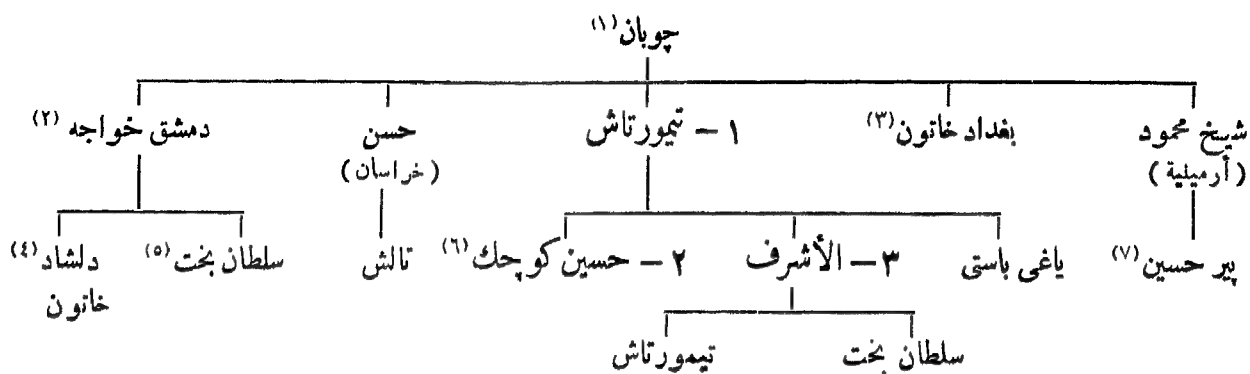 چوبان (١)
شيخ محمود بغداد خاتون (٣) ١ – تيمورتاش حسن دمشق خواجه (٢)
(أرميلية) (خراسان)
پير حسين (٧) ياغى باستى ٣ – الأشرف ٢ – حسين كوچك (٦) تالش سلطان بخت (٥) دلشاد (٤)
خاتون
سلطان بخت تيمورتاش